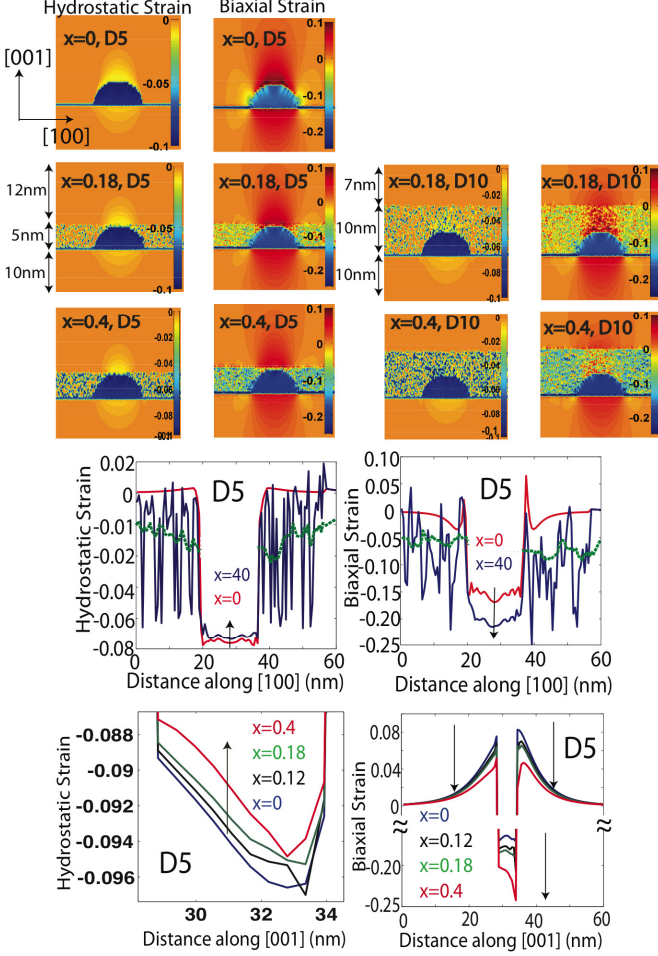 Hydrostatic Strain
Biaxial Strain
x=0, D5
0
-0.05
-0.1
x=0, D5
0.1
0
-0.1
-0.2
[001]
[100]
12nm
5nm
10nm
x=0.18, D5
0
-0.05
-0.1
x=0.18, D5
0.1
0
-0.1
-0.2
7nm
10nm
10nm
x=0.18, D10
0
-0.02
-0.04
-0.06
-0.08
-0.1
x=0.18, D10
0.1
0
-0.1
-0.2
x=0.4, D5
0
-0.02
-0.04
-0.06
-0.08
x=0.4, D5
0.1
0
-0.1
-0.2
x=0.4, D10
0
-0.02
-0.04
-0.06
-0.08
-0.1
x=0.4, D10
0.1
0
-0.1
-0.2
Hydrostatic Strain
0.02
0
-0.01
-0.02
-0.04
-0.06
-0.08
D5
x=40
x=0
0 20 40 60
Distance along [100] (nm)
Biaxial Strain
0.10
0.05
0
-0.05
-0.10
-0.15
-0.20
-0.25
D5
x=0
x=40
0 20 40 60
Distance along [100] (nm)
Hydrostatic Strain
-0.088
-0.09
-0.092
-0.094
-0.096
x=0.4
x=0.18
x=0.12
x=0
D5
30 32 34
Distance along [001] (nm)
Biaxial Strain
0.08
0.04
0
≈
≈
-0.20
-0.25
D5
x=0
x=0.12
x=0.18
x=0.4
0 20 40 60
Distance along [001] (nm)